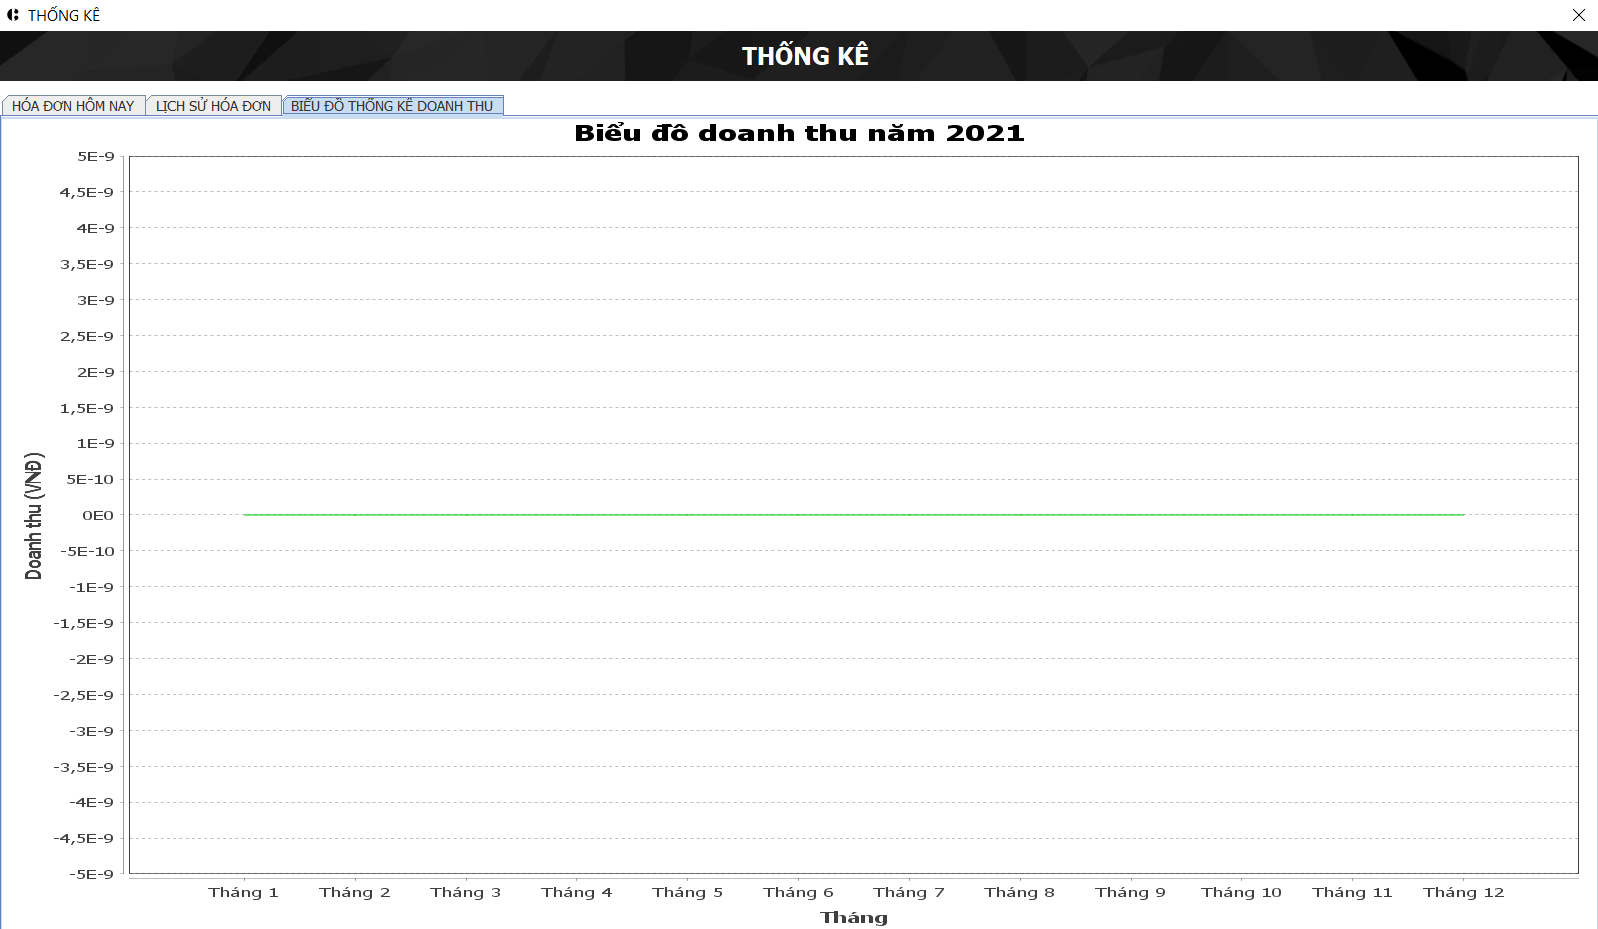 THỐNG KÊ
THỐNG KÊ
HÓA ĐƠN HÔM NAY LỊCH SỬ HÓA ĐƠN BIỂU ĐỒ THỐNG KÊ DOANH THU
Biểu đô doanh thu năm 2021
5E-9
4,5E-9
4E-9
3,5E-9
3E-9
2,5E-9
2E-9
1,5E-9
1E-9
5E-10
0E0
-5E-10
-1E-9
-1,5E-9
-2E-9
-2,5E-9
-3E-9
-3,5E-9
-4E-9
-4,5E-9
-5E-9
Doanh thu (VNĐ)
Tháng 1 Tháng 2 Tháng 3 Tháng 4 Tháng 5 Tháng 6 Tháng 7 Tháng 8 Tháng 9 Tháng 10 Tháng 11 Tháng 12
Tháng